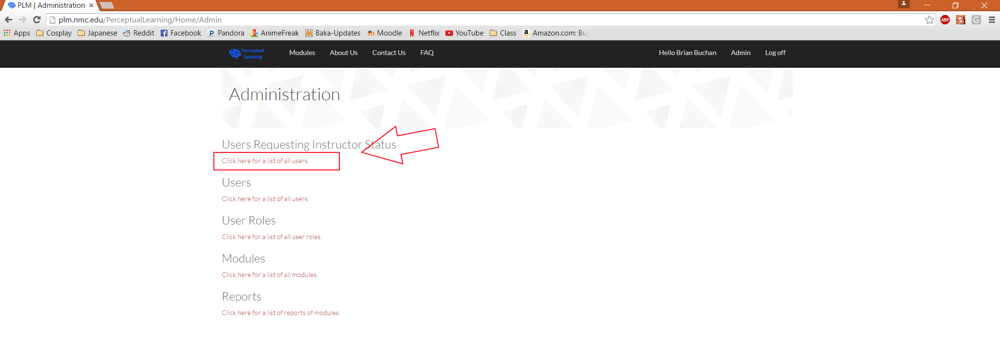 PLM | Administration
plm.nmc.edu/PerceptualLearning/Home/Admin
ABP
G
Apps Cosplay Japanese Reddit Facebook Pandora AnimeFreak Baka-Updates Moodle Netflix YouTube Class Amazon.com: Buy
Perceptual
Learning
Modules About Us Contact Us FAQ Hello Brian Buchan Admin Log off
Administration
Users Requesting Instructor Status
Click here for a list of all users.
Users
Click here for a list of all users.
User Roles
Click here for a list of all user roles.
Modules
Click here for a list of all modules.
Reports
Click here for a list of reports of modules.